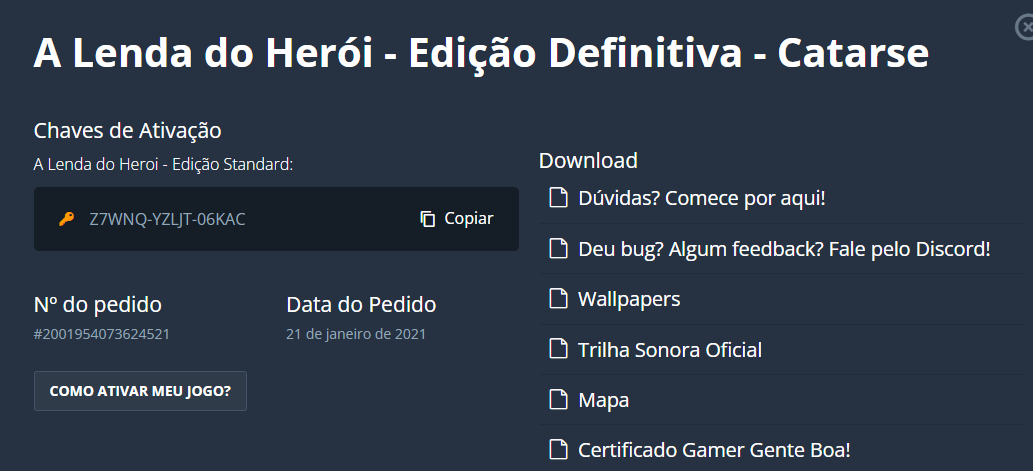 A Lenda do Herói - Edição Definitiva - Catarse
Chaves de Ativação
A Lenda do Heroi - Edição Standard:
Z7WNQ-YZLJT-06KAC
Copiar
Nº do pedido
#2001954073624521
Data do Pedido
21 de janeiro de 2021
COMO ATIVAR MEU JOGO?
Download
Dúvidas? Comece por aqui!
Deu bug? Algum feedback? Fale pelo Discord!
Wallpapers
Trilha Sonora Oficial
Mapa
Certificado Gamer Gente Boa!